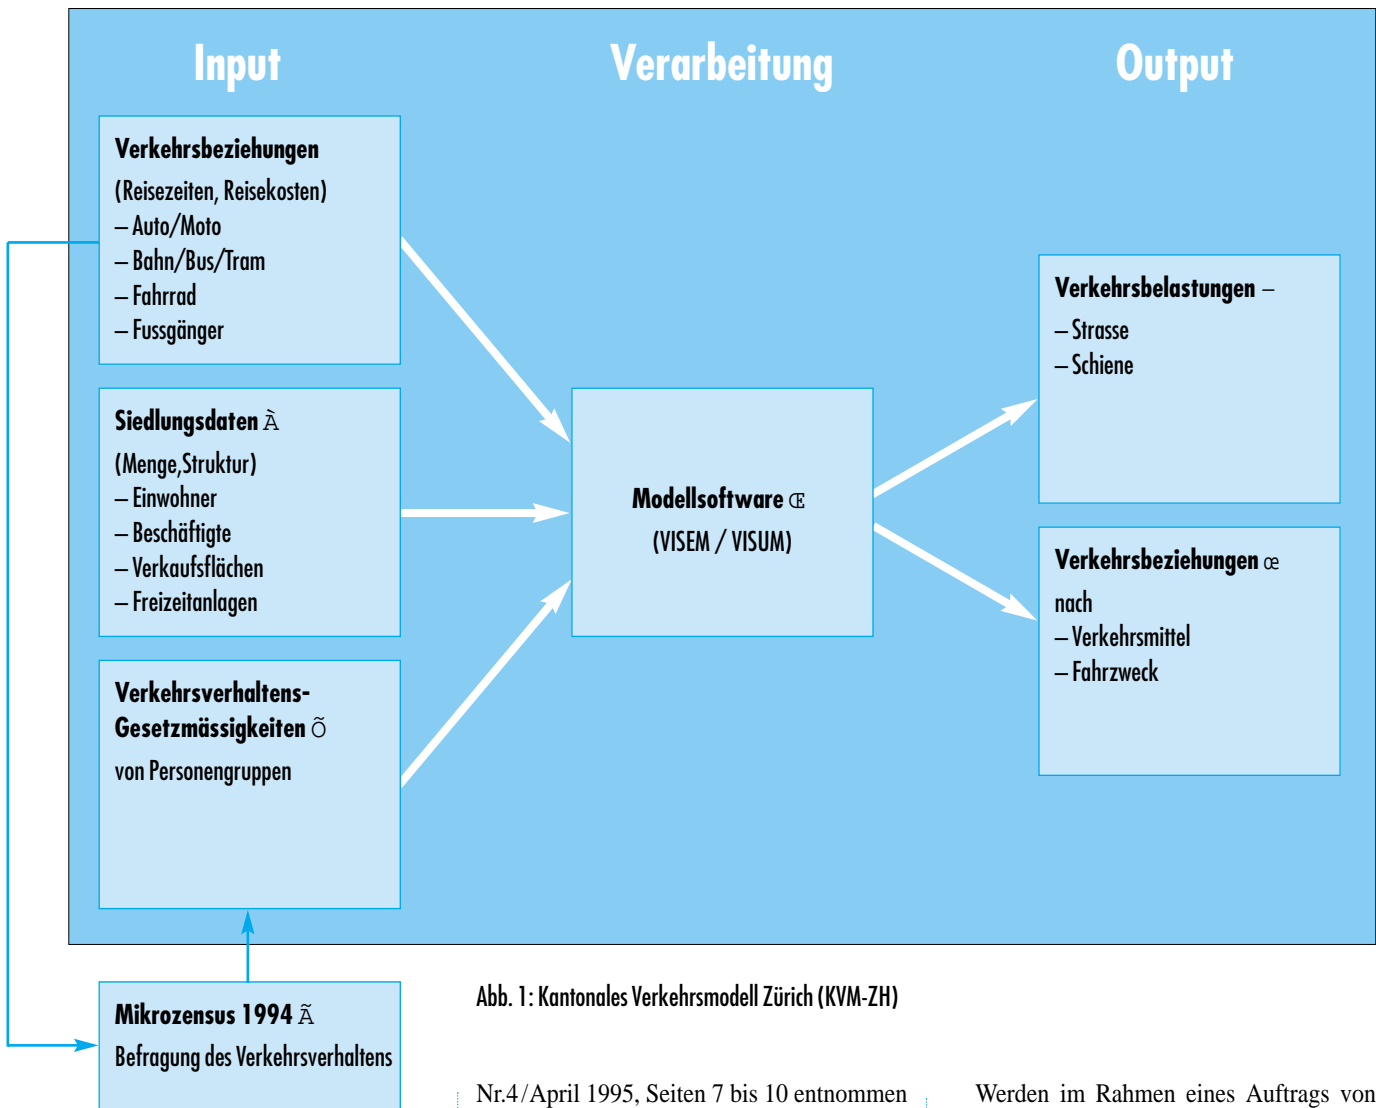 Input
Verarbeitung
Output
Verkehrsbeziehungen
(Reisezeiten, Reisekosten)
– Auto/Moto
– Bahn/Bus/Tram
– Fahrrad
– Fussgänger
Siedlungsdaten À
(Menge,Struktur)
– Einwohner
– Beschäftigte
– Verkaufsflächen
– Freizeitanlagen
Verkehrsverhaltens-
Gesetzmässigkeiten Õ
von Personengruppen
Modellsoftware Œ
(VISEM / VISUM)
Verkehrsbelastungen –
– Strasse
– Schiene
Verkehrsbeziehungen œ
nach
– Verkehrsmittel
– Fahrzweck
Mikrozensus 1994 Ã
Befragung des Verkehrsverhaltens
Abb. 1: Kantonales Verkehrsmodell Zürich (KVM-ZH)
Nr.4/April 1995, Seiten 7 bis 10 entnommen
Werden im Rahmen eines Auftrags von